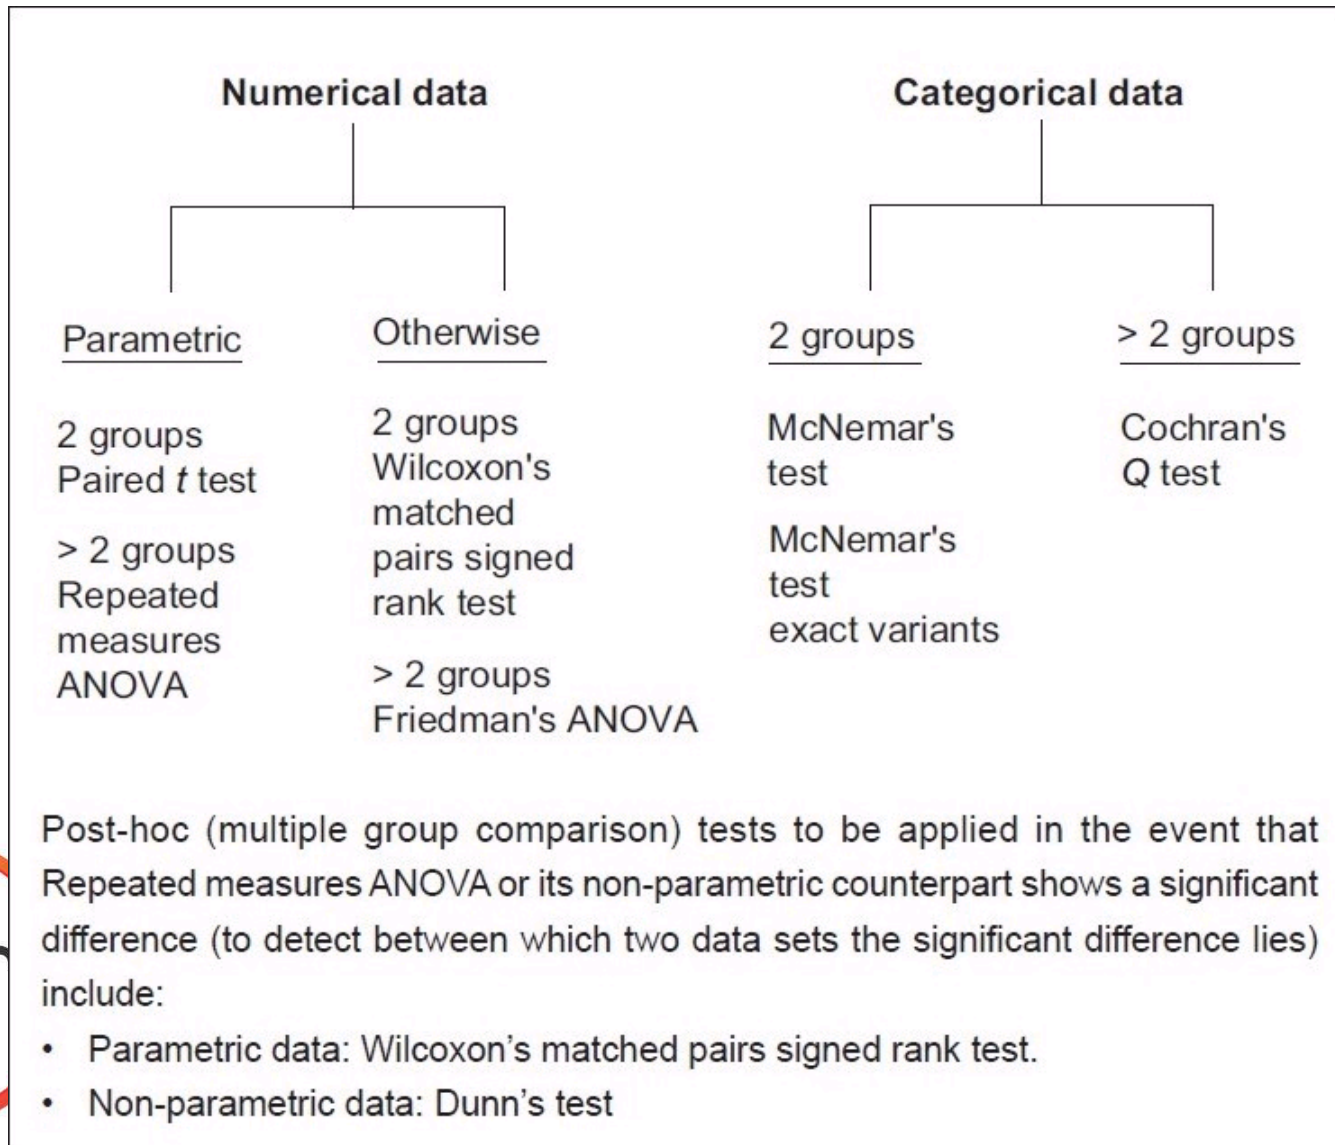 Numerical data
Categorical data
Parametric
Otherwise
2 groups
> 2 groups
2 groups
Paired t test
> 2 groups
Repeated
measures
ANOVA
2 groups
Wilcoxon's
matched
pairs signed
rank test
> 2 groups
Friedman's ANOVA
McNemar's
test
McNemar's
test
exact variants
Cochran's
Q test
Post-hoc (multiple group comparison) tests to be applied in the event that
Repeated measures ANOVA or its non-parametric counterpart shows a significant
difference (to detect between which two data sets the significant difference lies)
include:
• Parametric data: Wilcoxon's matched pairs signed rank test.
• Non-parametric data: Dunn's test